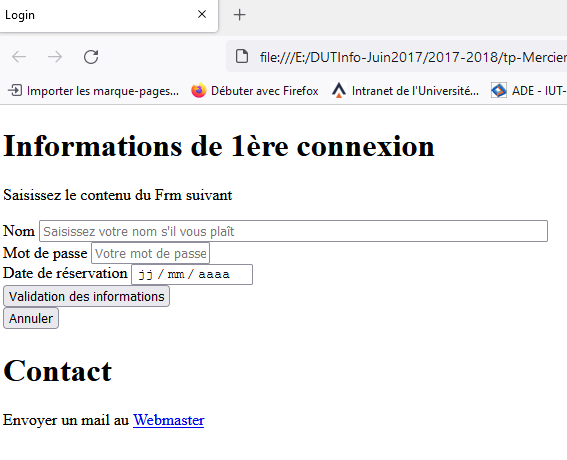 Login
file:///E:/DUTInfo-Juin2017/2017-2018/tp-Mercier
Importer les marque-pages... Débuter avec Firefox Intranet de l'Université... ADE - IUT-
Informations de 1ère connexion
Saisissez le contenu du Frm suivant
Nom Saisissez votre nom s'il vous plaît
Mot de passe Votre mot de passe
Date de réservation jj / mm / aaaa
Validation des informations
Annuler
Contact
Envoyer un mail au Webmaster